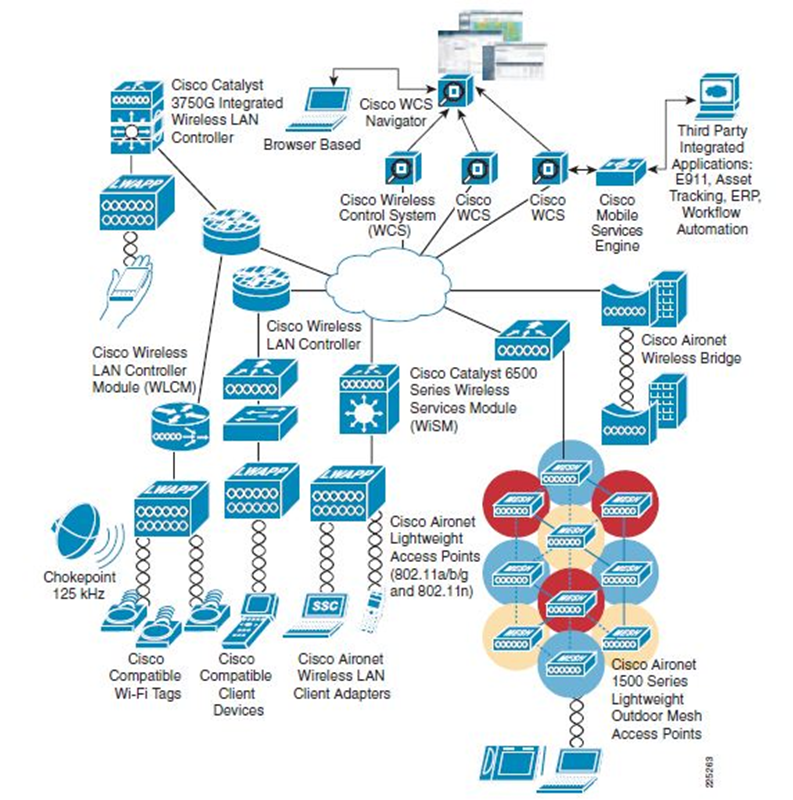 Cisco Catalyst
3750G Integrated
Wireless LAN
Controller
Browser Based
Cisco WCS
Navigator
Third Party
Integrated
Applications:
E911, Asset
Tracking, ERP,
Workflow
Automation
Cisco Wireless
Control System
(WCS)
Cisco
WCS
Cisco
WCS
Cisco
Mobile
Services
Engine
LWAPP
Cisco Wireless
LAN Controller
Cisco Wireless
LAN Controller
Module (WLCM)
Cisco Catalyst 6500
Series Wireless
Services Module
(WiSM)
Cisco Aironet
Wireless Bridge
LWAPP
LWAPP
LWAPP
Cisco Aironet
Lightweight
Access Points
(802.11a/b/g
and 802.11n)
MESH
MESH
MESH
MESH
MESH
MESH
MESH
MESH
MESH
MESH
Chokepoint
125 kHz
SSC
Cisco
Compatible
Wi-Fi Tags
Cisco
Compatible
Client
Devices
Cisco Aironet
Wireless LAN
Client Adapters
Cisco Aironet
1500 Series
Lightweight
Outdoor Mesh
Access Points
225263